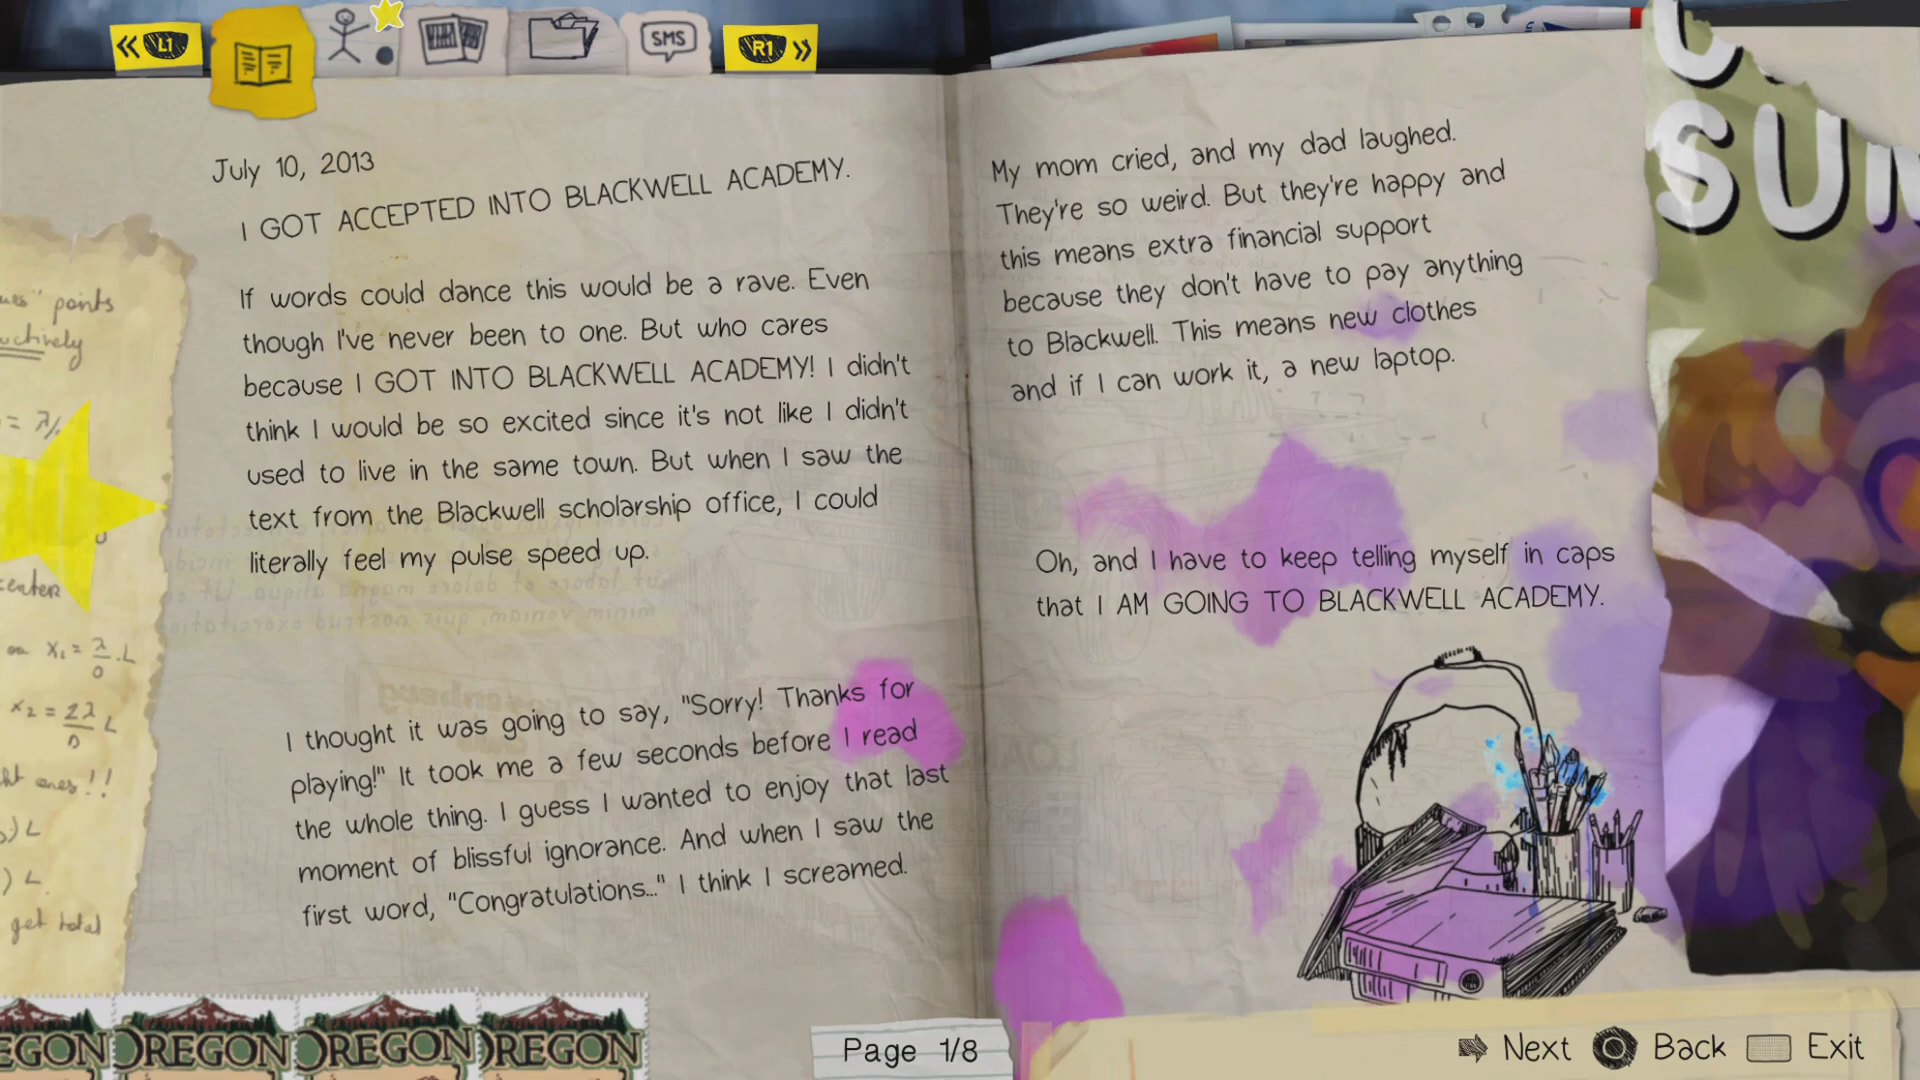 L1
SMS
R1
July 10, 2013
I GOT ACCEPTED INTO BLACKWELL ACADEMY.
If words could dance this would be a rave. Even
though I've never been to one. But who cares
because I GOT INTO BLACKWELL ACADEMY! I didn't
think I would be so excited since it's not like I didn't
used to live in the same town. But when I saw the
text from the Blackwell scholarship office, I could
literally feel my pulse speed up.
I thought it was going to say, "Sorry! Thanks for
playing!" It took me a few seconds before I read
the whole thing. I guess I wanted to enjoy that last
moment of blissful ignorance. And when I saw the
first word, "Congratulations..." I think I screamed.
My mom cried, and my dad laughed.
They're so weird. But they're happy and
this means extra financial support
because they don't have to pay anything
to Blackwell. This means new clothes
and if I can work it, a new laptop.
Oh, and I have to keep telling myself in caps
that I AM GOING TO BLACKWELL ACADEMY.
points
center
X₁ = λ/D . L
X₂ = 2λ/D L
ones!!
) L
) L
get total
EGON OREGON OREGON OREGON
Page 1/8
Next Back Exit